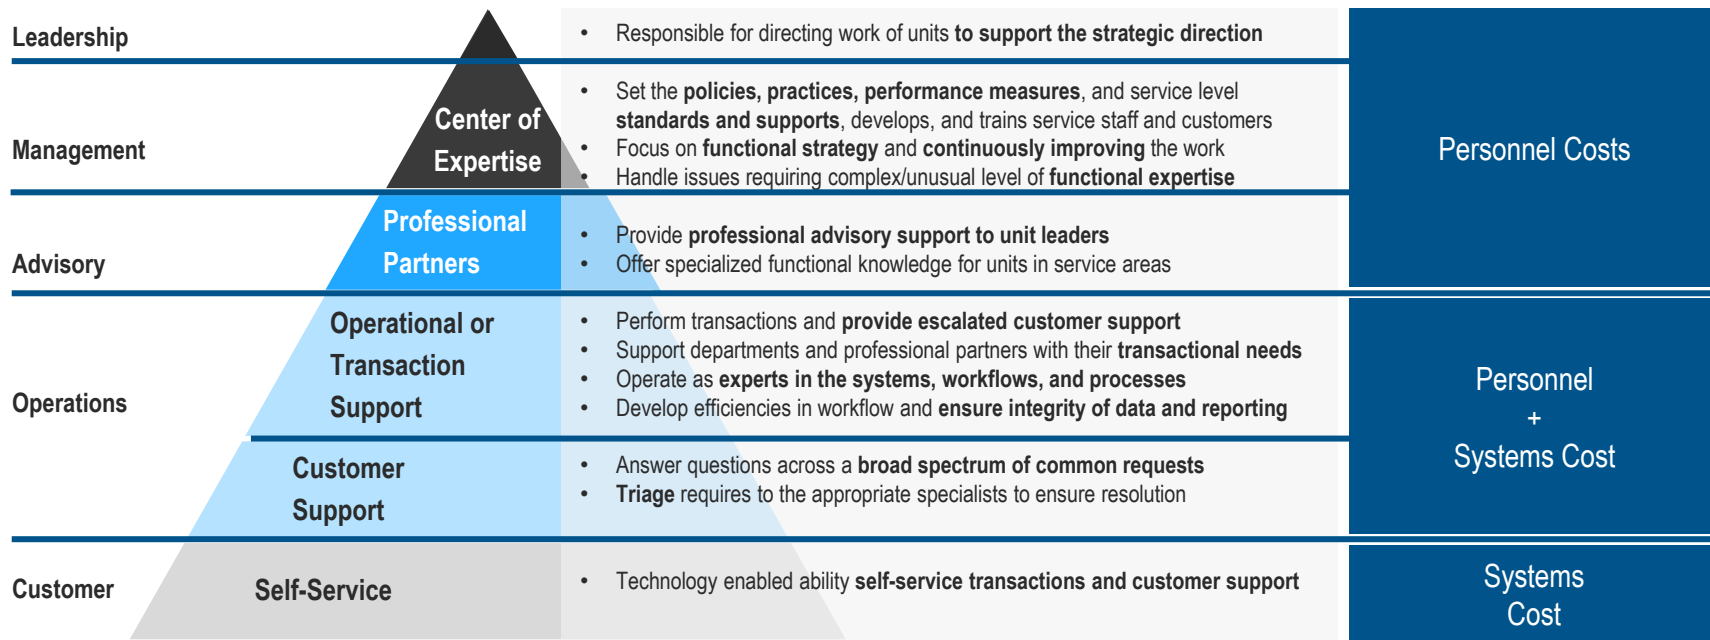 Leadership
• Responsible for directing work of units to support the strategic direction
Management
Center of
Expertise
• Set the policies, practices, performance measures, and service level
standards and supports, develops, and trains service staff and customers
• Focus on functional strategy and continuously improving the work
• Handle issues requiring complex/unusual level of functional expertise
Personnel Costs
Advisory
Professional
Partners
• Provide professional advisory support to unit leaders
• Offer specialized functional knowledge for units in service areas
Operations
Operational or
Transaction
Support
• Perform transactions and provide escalated customer support
• Support departments and professional partners with their transactional needs
• Operate as experts in the systems, workflows, and processes
• Develop efficiencies in workflow and ensure integrity of data and reporting
Personnel
+
Systems Cost
Customer
Support
• Answer questions across a broad spectrum of common requests
• Triage requires to the appropriate specialists to ensure resolution
Customer
Self-Service
• Technology enabled ability self-service transactions and customer support
Systems
Cost